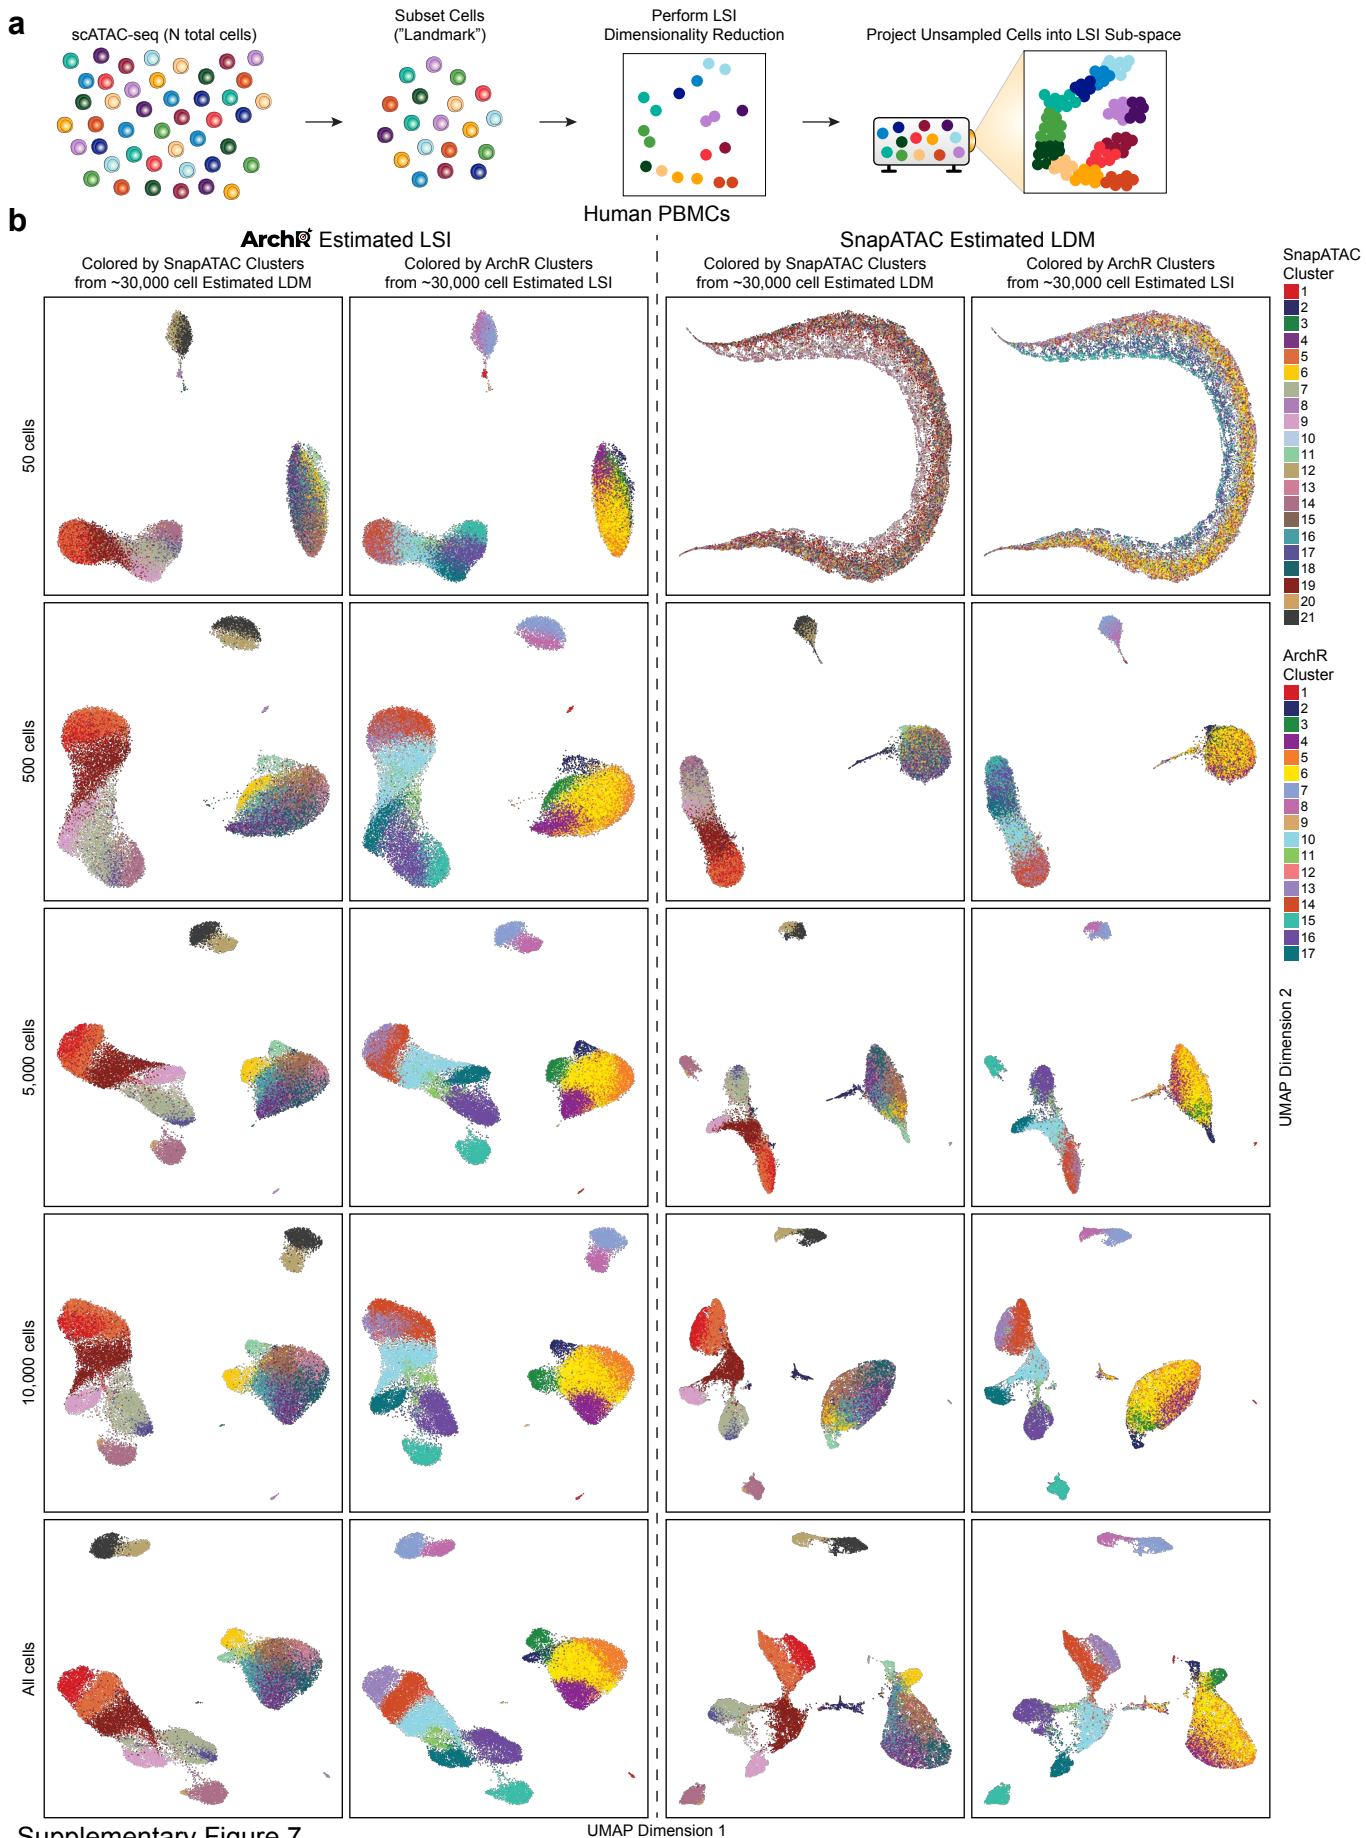 a
scATAC-seq (N total cells)
Subset Cells
("Landmark")
Perform LSI
Dimensionality Reduction
Project Unsampled Cells into LSI Sub-space
b
Human PBMCs
ArchR Estimated LSI
SnapATAC Estimated LDM
Colored by SnapATAC Clusters
from ~30,000 cell Estimated LDM
Colored by ArchR Clusters
from ~30,000 cell Estimated LSI
Colored by SnapATAC Clusters
from ~30,000 cell Estimated LDM
Colored by ArchR Clusters
from ~30,000 cell Estimated LSI
50 cells
500 cells
5,000 cells
10,000 cells
All cells
SnapATAC
Cluster
1
2
3
4
5
6
7
8
9
10
11
12
13
14
15
16
17
18
19
20
21
ArchR
Cluster
1
2
3
4
5
6
7
8
9
10
11
12
13
14
15
16
17
UMAP Dimension 2
UMAP Dimension 1
Supplementary Figure 7